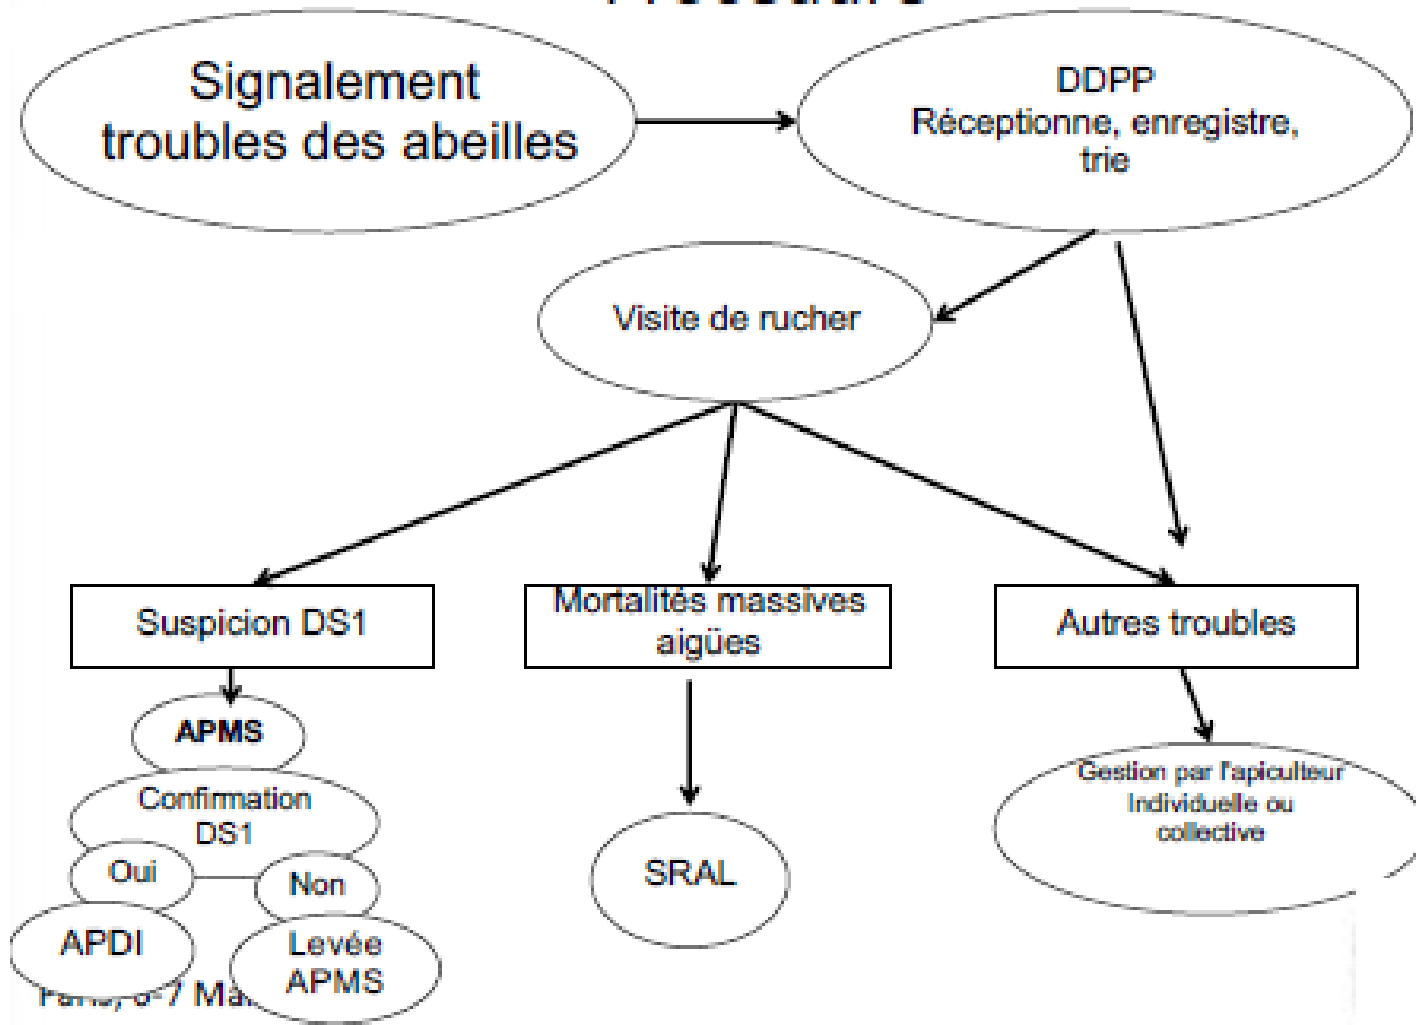 Signalement
troubles des abeilles
DDPP
Réceptionne, enregistre,
trie
Visite de rucher
Suspicion DS1
Mortalités massives
aigües
Autres troubles
APMS
Confirmation
DS1
Oui
Non
APDI
Levée
APMS
SRAL
Gestion par l'apiculteur
Individuelle ou
collective